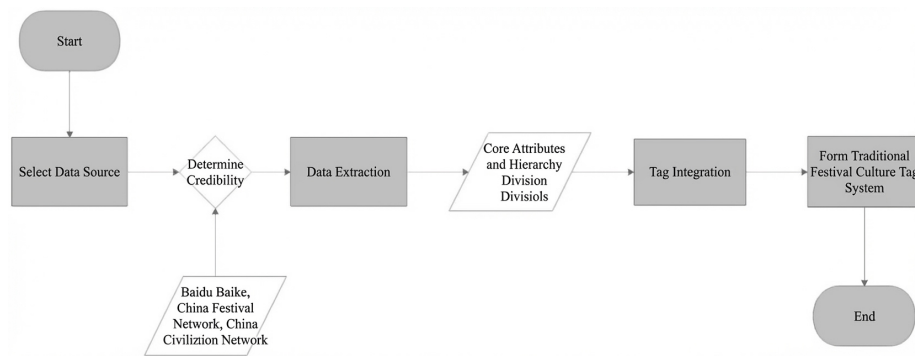 Start
Select Data Source
Determine
Credibility
Data Extraction
Core Attributes
and Hierarchy
Division
Divisiols
Tag Integration
Form Traditional
Festival Culture Tag
System
Baidu Baike,
China Festival
Network, China
Civiliztion Network
End